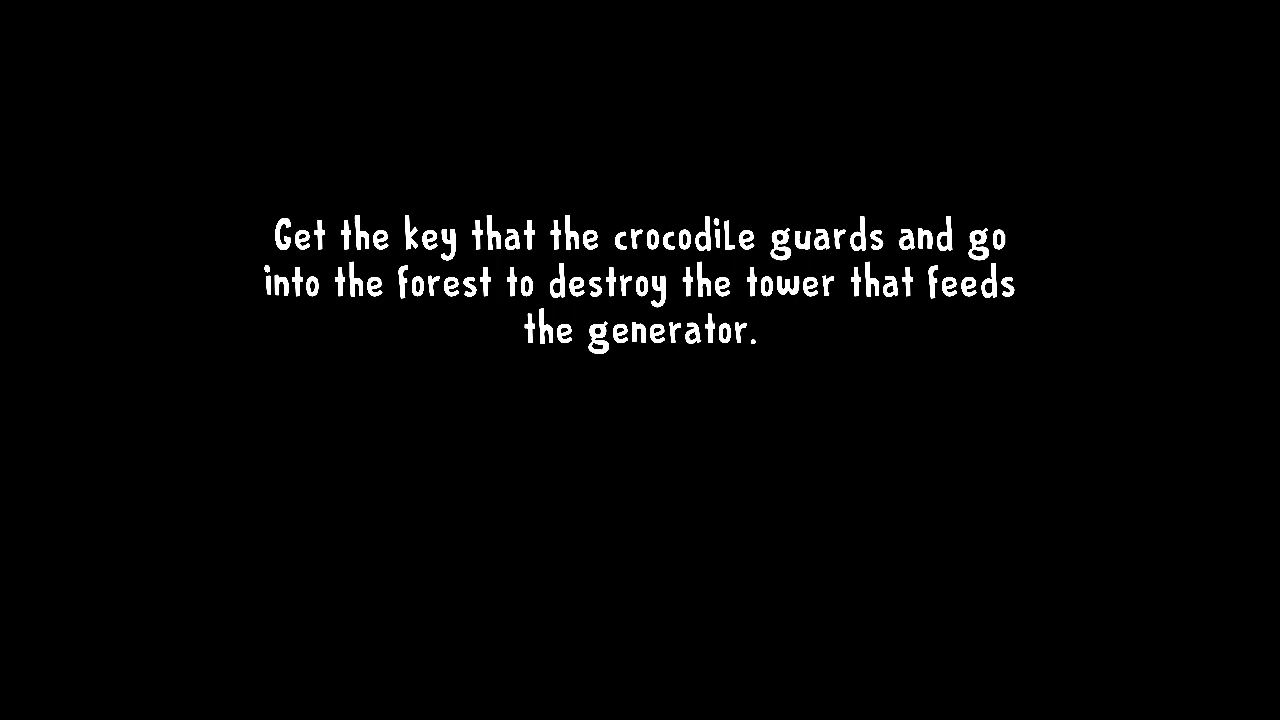 Get the key that the crocodile guards and go
into the forest to destroy the tower that feeds
the generator.